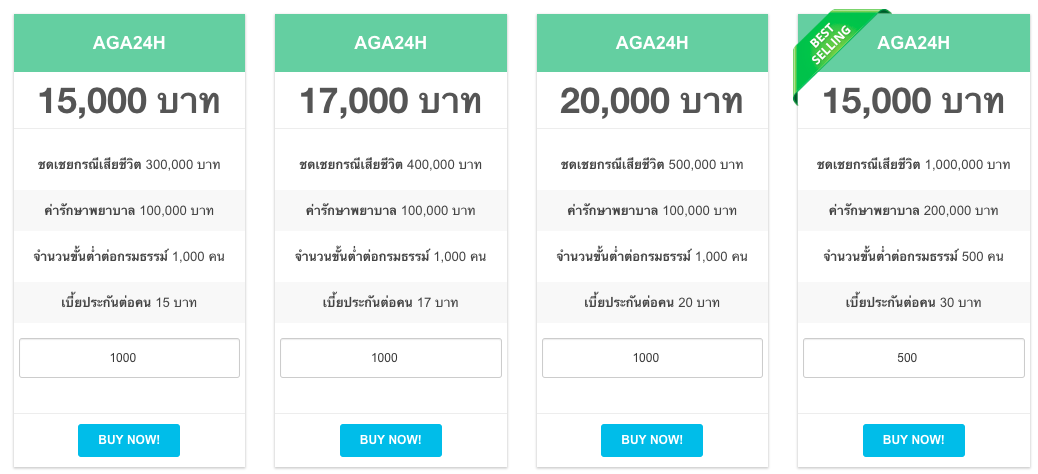 AGA24H
15,000 บาท
ชดเชยกรณีเสียชีวิต 300,000 บาท
ค่ารักษาพยาบาล 100,000 บาท
จำนวนขั้นต่ำต่อกรมธรรม์ 1,000 คน
เบี้ยประกันต่อคน 15 บาท
1000
BUY NOW!
AGA24H
17,000 บาท
ชดเชยกรณีเสียชีวิต 400,000 บาท
ค่ารักษาพยาบาล 100,000 บาท
จำนวนขั้นต่ำต่อกรมธรรม์ 1,000 คน
เบี้ยประกันต่อคน 17 บาท
1000
BUY NOW!
AGA24H
20,000 บาท
ชดเชยกรณีเสียชีวิต 500,000 บาท
ค่ารักษาพยาบาล 100,000 บาท
จำนวนขั้นต่ำต่อกรมธรรม์ 1,000 คน
เบี้ยประกันต่อคน 20 บาท
1000
BUY NOW!
BEST
SELLING
AGA24H
15,000 บาท
ชดเชยกรณีเสียชีวิต 1,000,000 บาท
ค่ารักษาพยาบาล 200,000 บาท
จำนวนขั้นต่ำต่อกรมธรรม์ 500 คน
เบี้ยประกันต่อคน 30 บาท
500
BUY NOW!